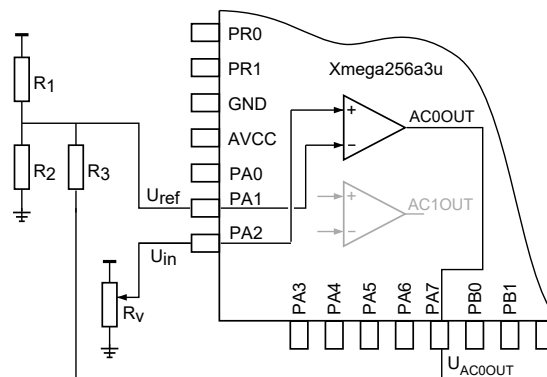 PR0
PR1
GND
AVCC
PA0
PA1
PA2
Xmega256a3u
AC0OUT
AC1OUT
+
−
+
−
R1
R2
R3
Uref
Uin
Rv
PA3
PA4
PA5
PA6
PA7
PB0
PB1
UAC0OUT